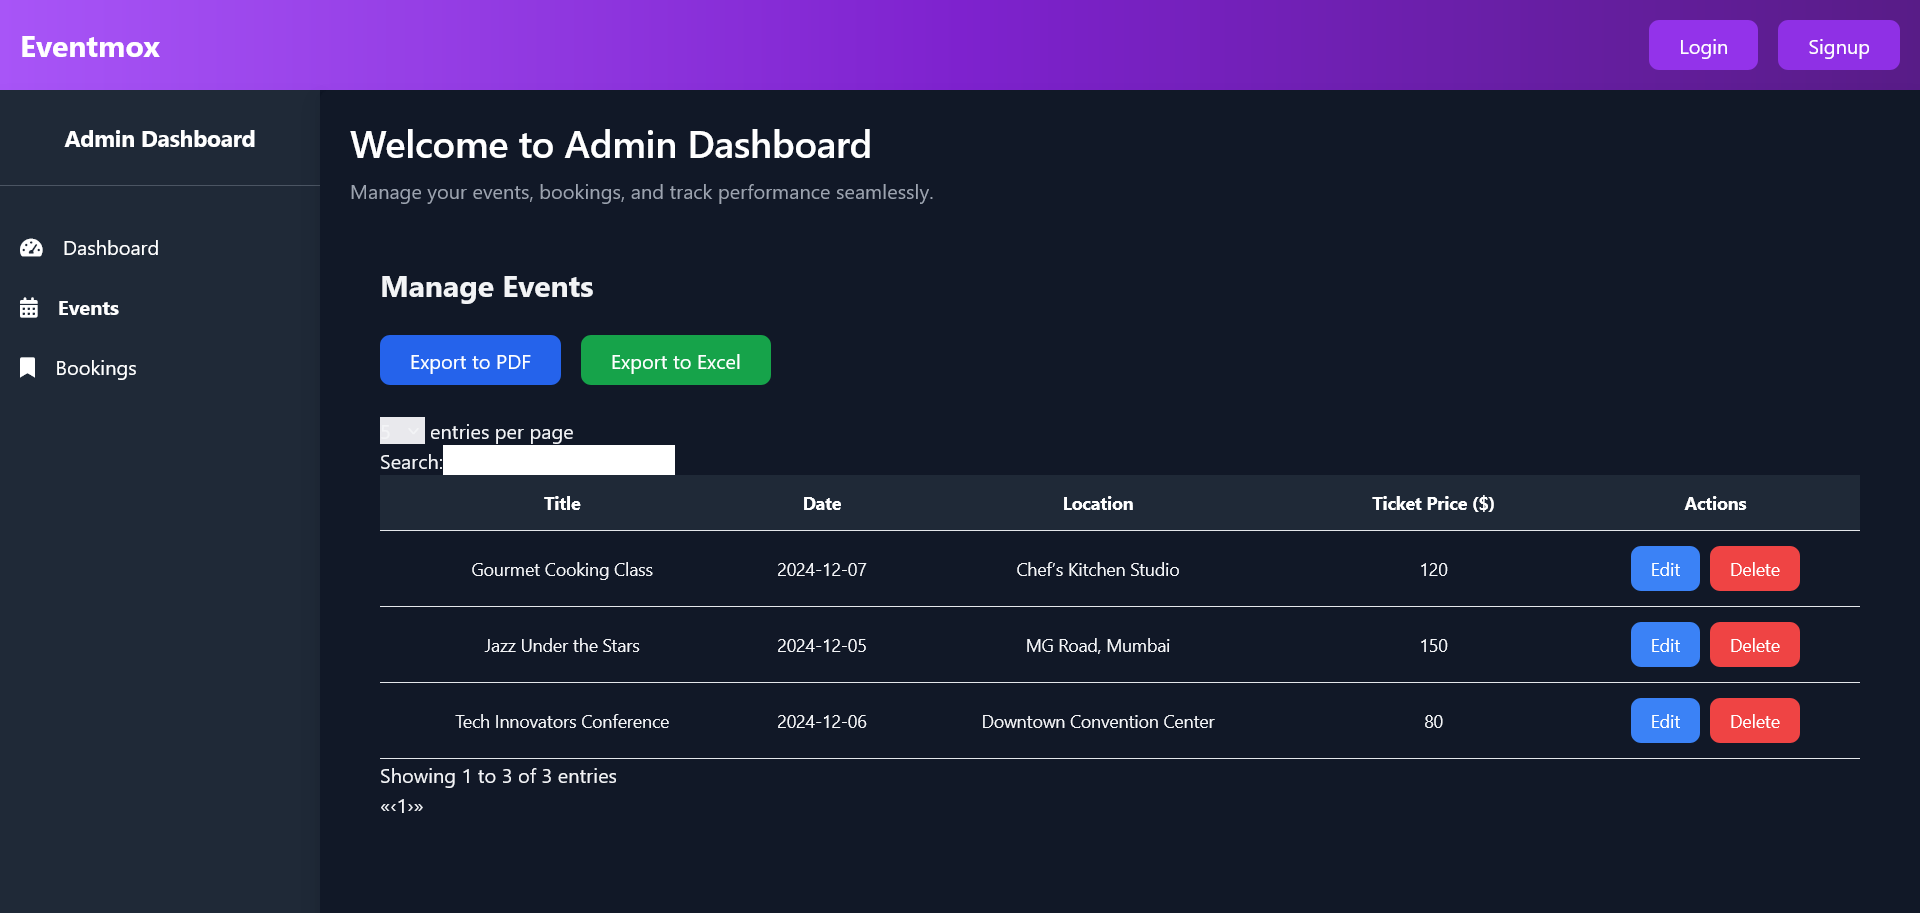 Eventmox
Login
Signup
Admin Dashboard
Dashboard
Events
Bookings
Welcome to Admin Dashboard
Manage your events, bookings, and track performance seamlessly.
Manage Events
Export to PDF
Export to Excel
5 entries per page
Search:
Title Date Location Ticket Price ($) Actions
Gourmet Cooking Class 2024-12-07 Chef’s Kitchen Studio 120 Edit Delete
Jazz Under the Stars 2024-12-05 MG Road, Mumbai 150 Edit Delete
Tech Innovators Conference 2024-12-06 Downtown Convention Center 80 Edit Delete
Showing 1 to 3 of 3 entries
«‹1›»